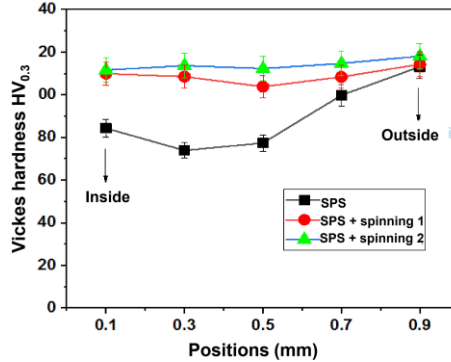 Vickes hardness HV0.3
40
20
00
80
60
40
20
0
Inside
Outside
SPS
SPS + spinning 1
SPS + spinning 2
0.1 0.3 0.5 0.7 0.9
Positions (mm)